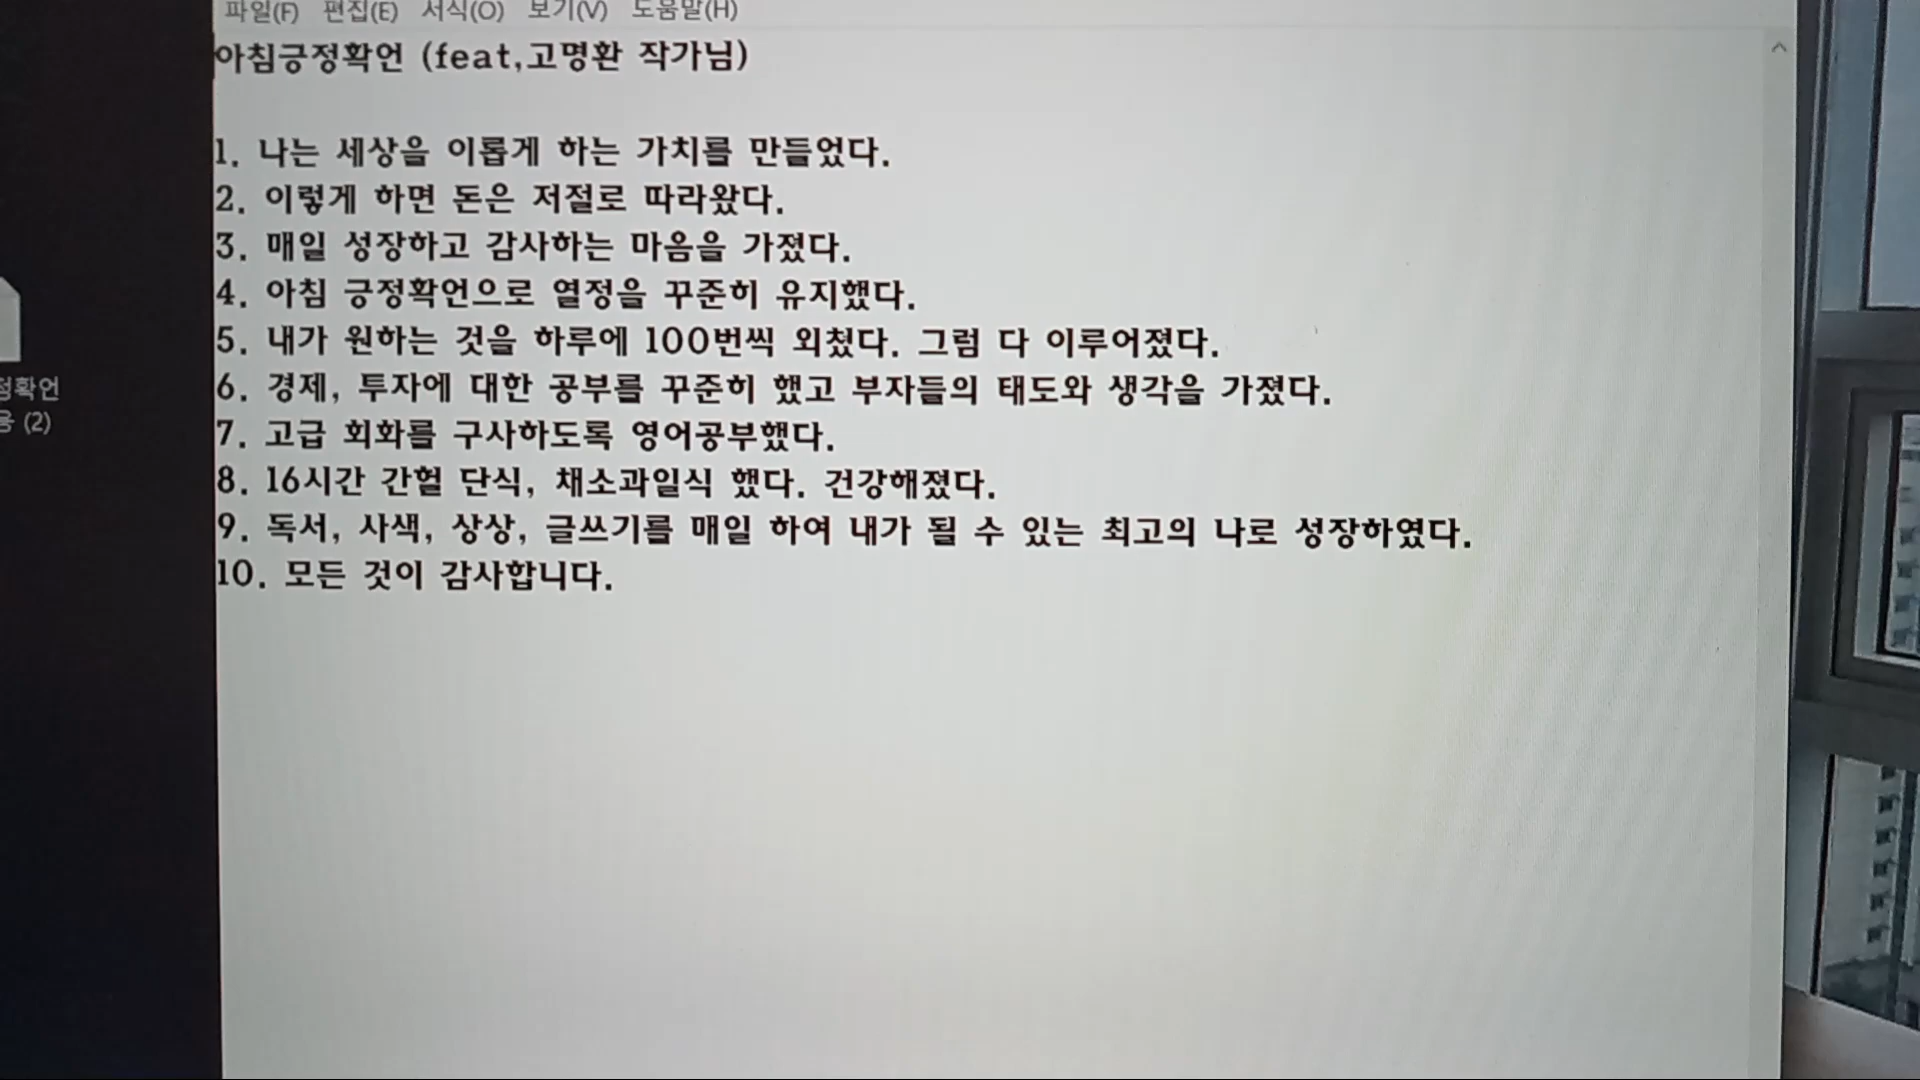 파일(F) 편집(E) 서식(O) 보기(V) 도움말(H)
아침긍정확언 (feat,고명환 작가님)
1. 나는 세상을 이롭게 하는 가치를 만들었다.
2. 이렇게 하면 돈은 저절로 따라왔다.
3. 매일 성장하고 감사하는 마음을 가졌다.
4. 아침 긍정확언으로 열정을 꾸준히 유지했다.
5. 내가 원하는 것을 하루에 100번씩 외쳤다. 그럼 다 이루어졌다.
6. 경제, 투자에 대한 공부를 꾸준히 했고 부자들의 태도와 생각을 가졌다.
7. 고급 회화를 구사하도록 영어공부했다.
8. 16시간 간헐 단식, 채소과일식 했다. 건강해졌다.
9. 독서, 사색, 상상, 글쓰기를 매일 하여 내가 될 수 있는 최고의 나로 성장하였다.
10. 모든 것이 감사합니다.
정확언
용 (2)